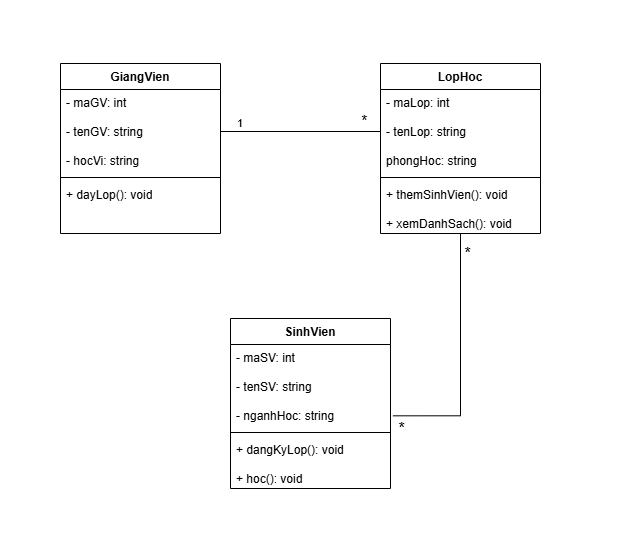 GiangVien
- maGV: int
- tenGV: string
- hocVi: string
+ dayLop(): void
1
*
LopHoc
- maLop: int
- tenLop: string
phongHoc: string
+ themSinhVien(): void
+ xemDanhSach(): void
*
SinhVien
- maSV: int
- tenSV: string
- nganhHoc: string
*
+ dangKyLop(): void
+ hoc(): void